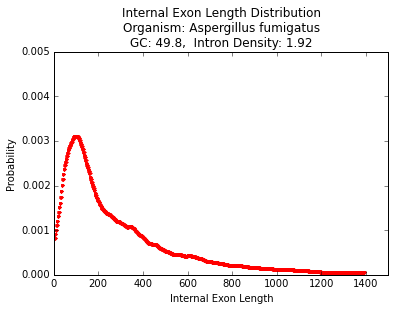 Internal Exon Length Distribution
Organism: Aspergillus fumigatus
GC: 49.8,  Intron Density: 1.92
0.005
0.004
0.003
0.002
0.001
0.000
Probability
0 200 400 600 800 1000 1200 1400
Internal Exon Length